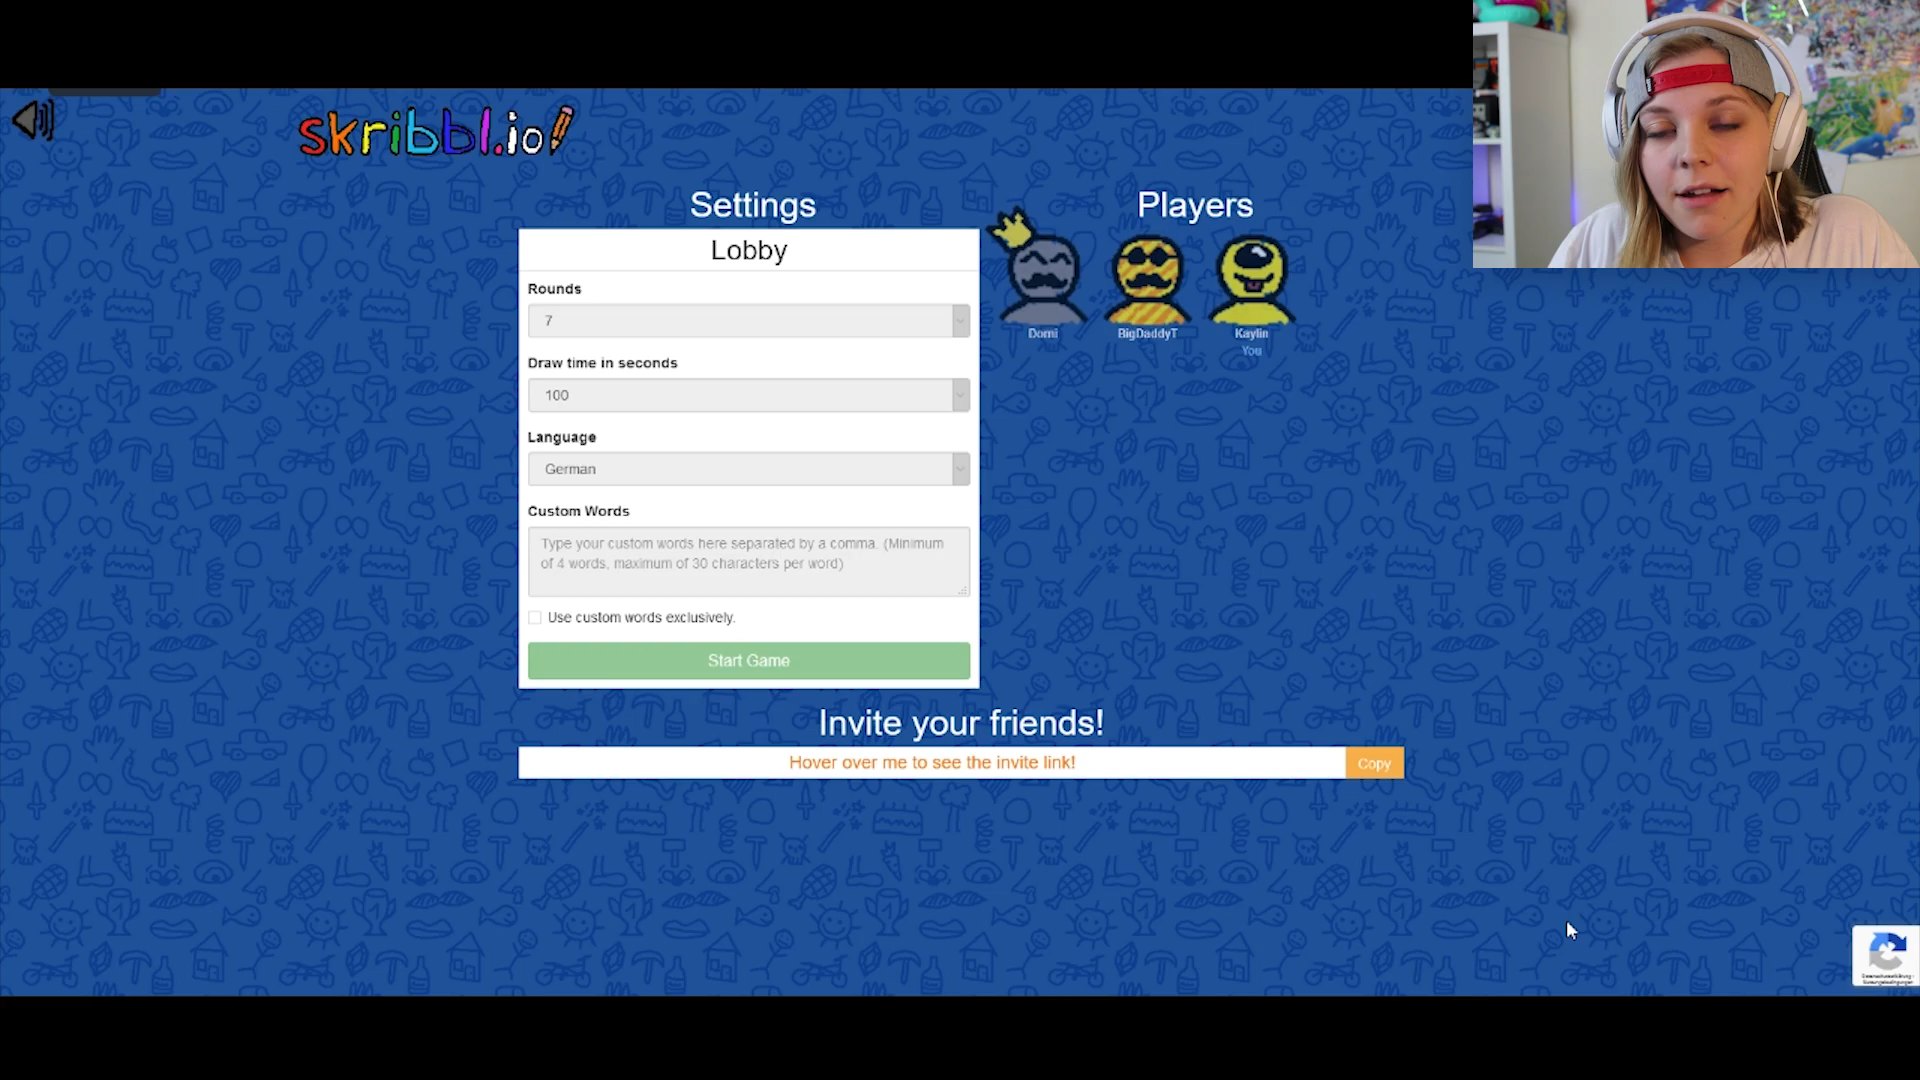 skribbl.io
Settings
Players
Lobby
Rounds
7
Draw time in seconds
100
Language
German
Custom Words
Type your custom words here separated by a comma. (Minimum
of 4 words, maximum of 30 characters per word)
Use custom words exclusively.
Start Game
Domi
BigDaddyT
Kaylin
You
Invite your friends!
Hover over me to see the invite link!
Copy